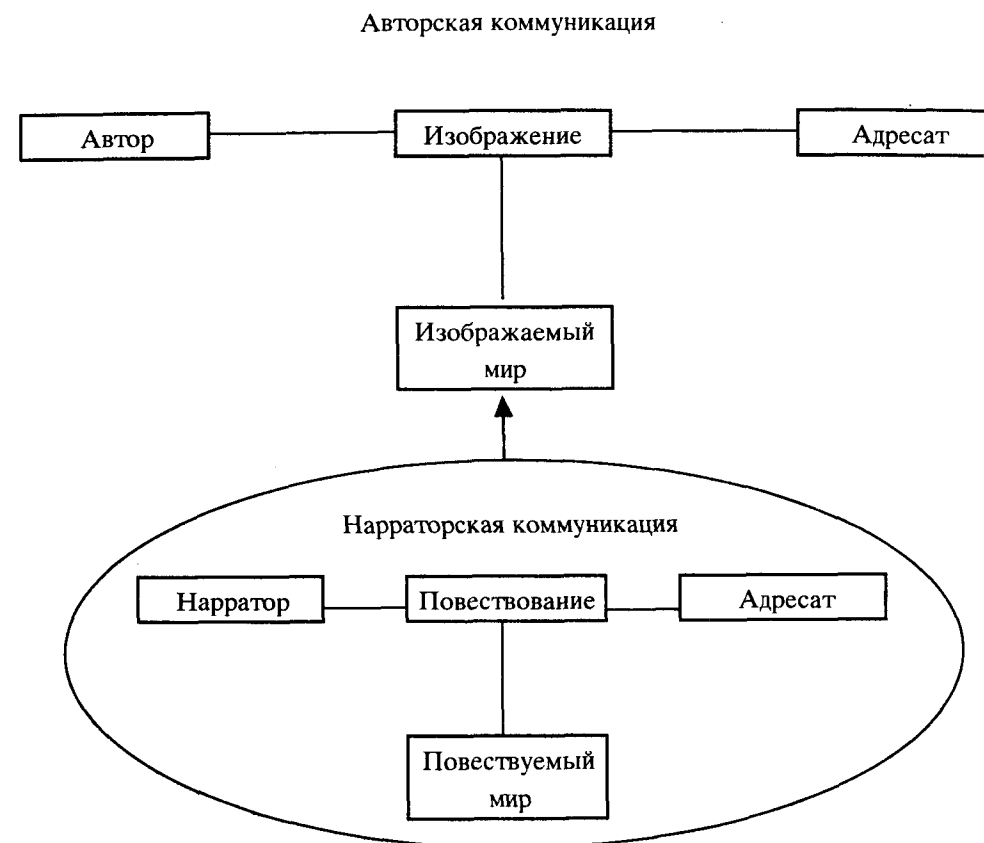 Авторская коммуникация
Автор
Изображение
Адресат
Изображаемый
мир
Нарраторская коммуникация
Нарратор
Повествование
Адресат
Повествуемый
мир